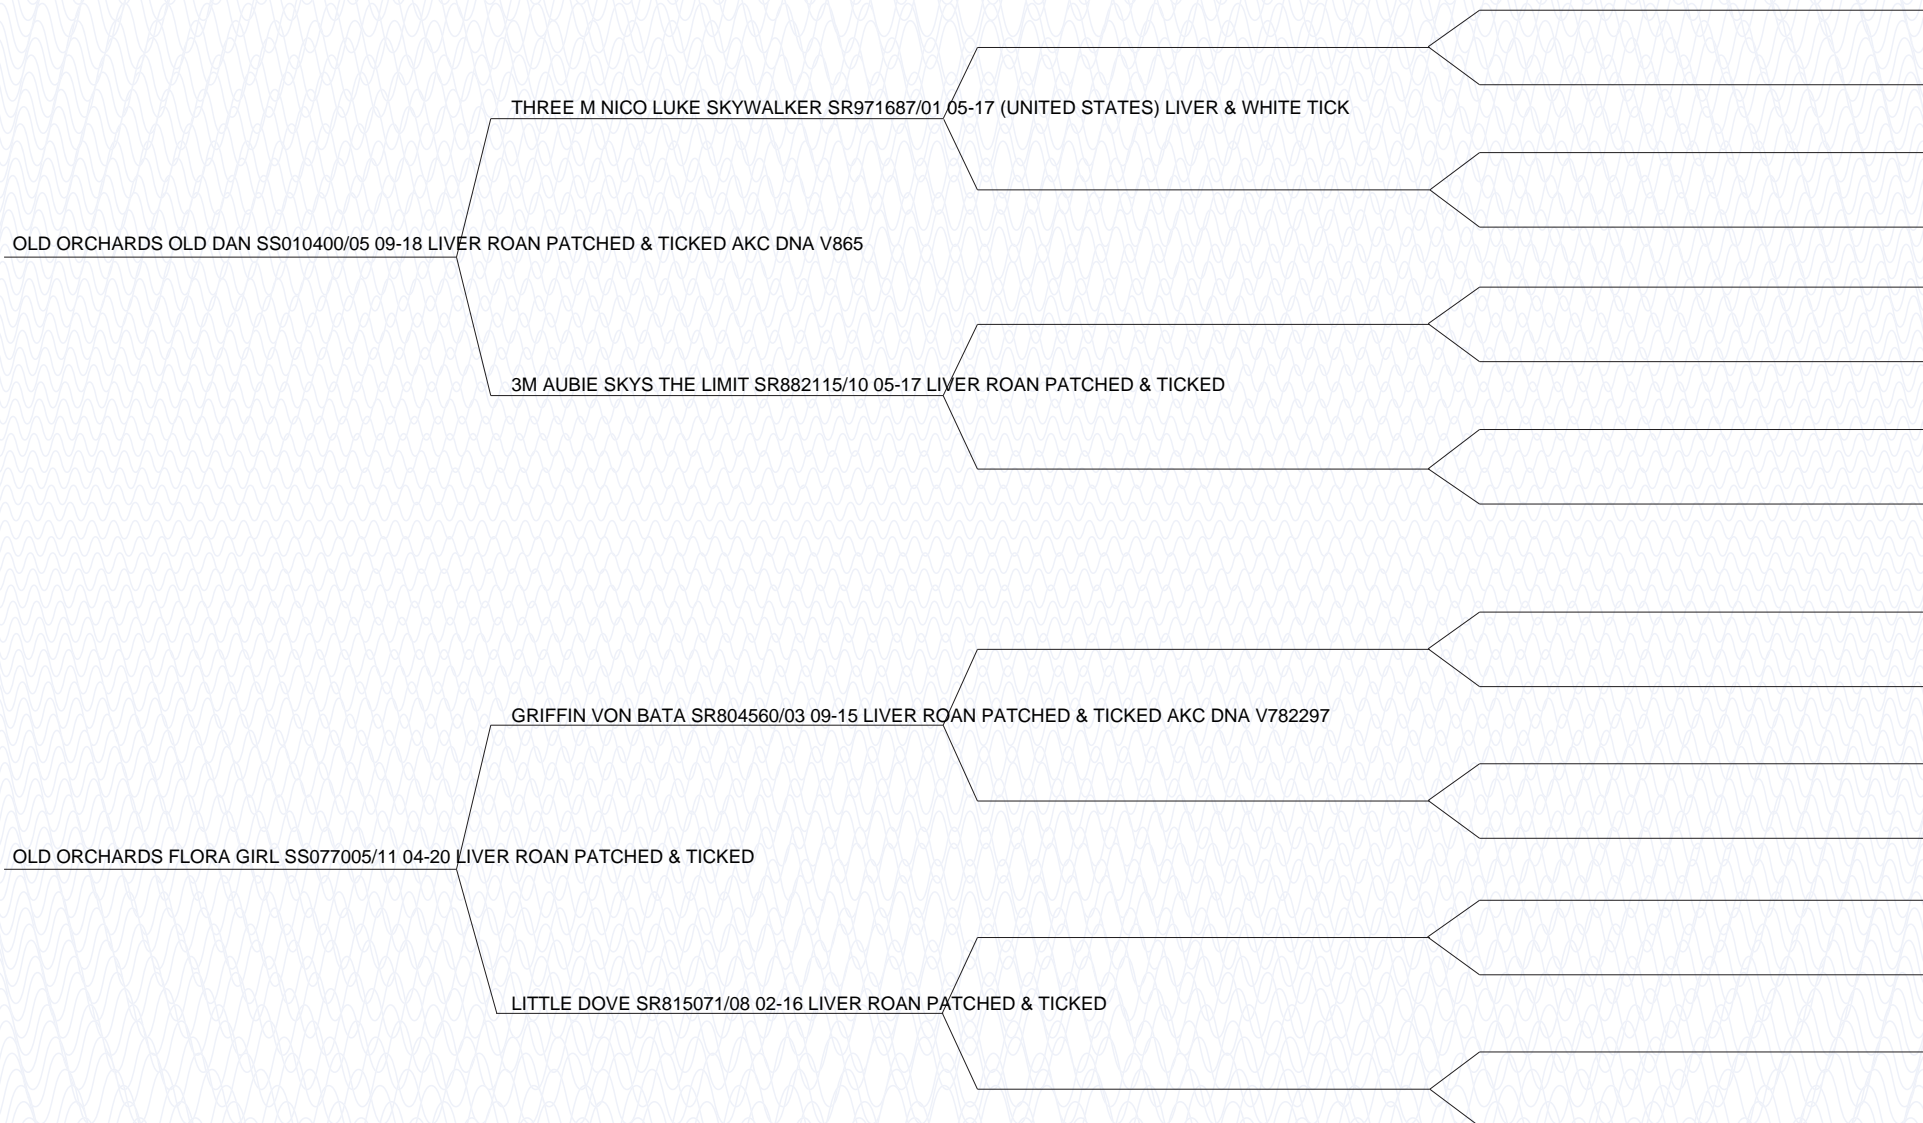 THREE M NICO LUKE SKYWALKER SR971687/01 05-17 (UNITED STATES) LIVER & WHITE TICK
OLD ORCHARDS OLD DAN SS010400/05 09-18 LIVER ROAN PATCHED & TICKED AKC DNA V865
3M AUBIE SKYS THE LIMIT SR882115/10 05-17 LIVER ROAN PATCHED & TICKED
GRIFFIN VON BATA SR804560/03 09-15 LIVER ROAN PATCHED & TICKED AKC DNA V782297
OLD ORCHARDS FLORA GIRL SS077005/11 04-20 LIVER ROAN PATCHED & TICKED
LITTLE DOVE SR815071/08 02-16 LIVER ROAN PATCHED & TICKED